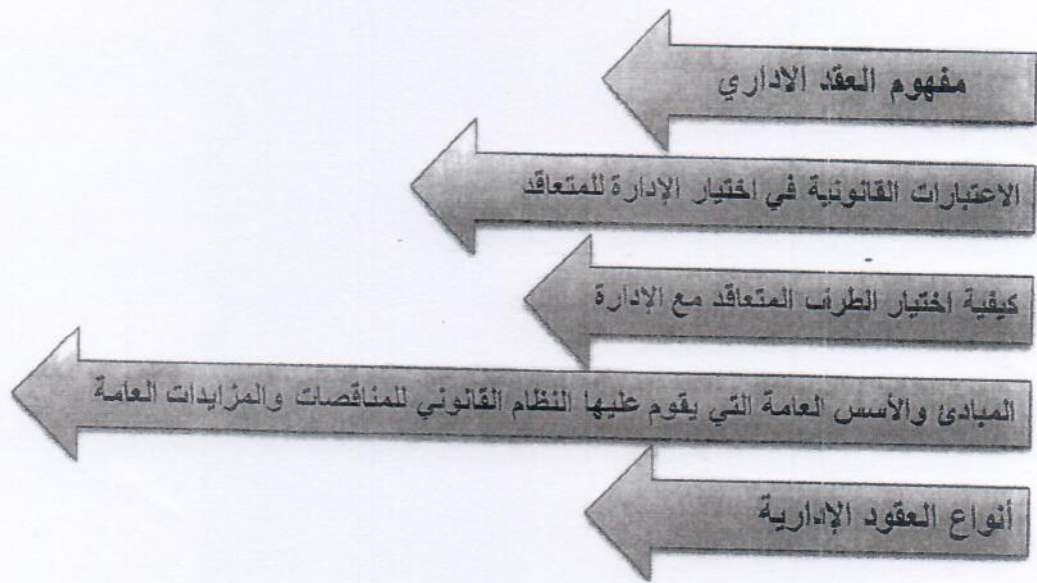 مفهوم العقد الاداري
الاعتبارات القانونية في اختيار الإدارة للمتعاقد
كيفية اختيار الطرف المتعاقد مع الإدارة
المبادئ والأسس العامة التي يقوم عليها النظام القانوني للمناقصات والمزايدات العامة
أنواع العقود الإدارية